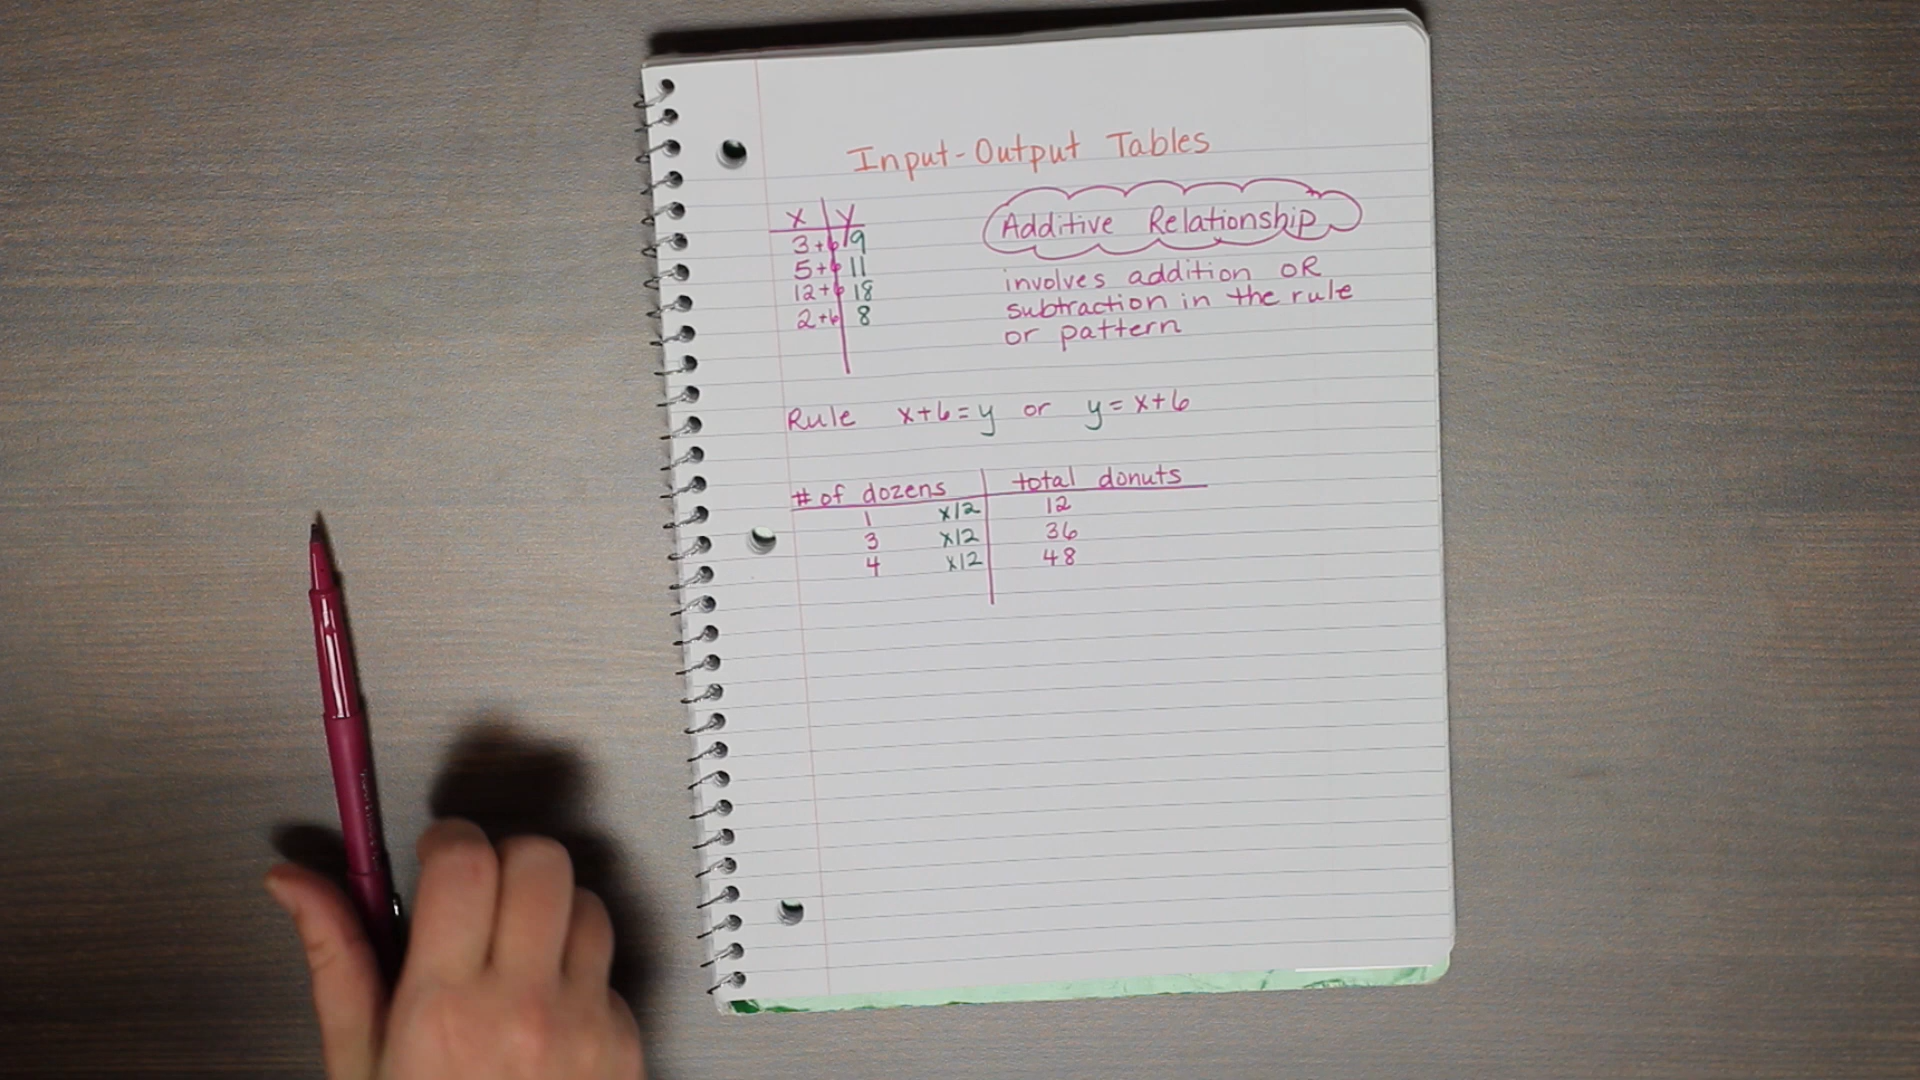 Input-Output Tables
x y
3+6 9
5+6 11
12+6 18
2+6 8
Additive Relationship
involves addition OR
subtraction in the rule
or pattern
Rule x+6=y or y=x+6
# of dozens total donuts
1 x12 12
3 x12 36
4 x12 48